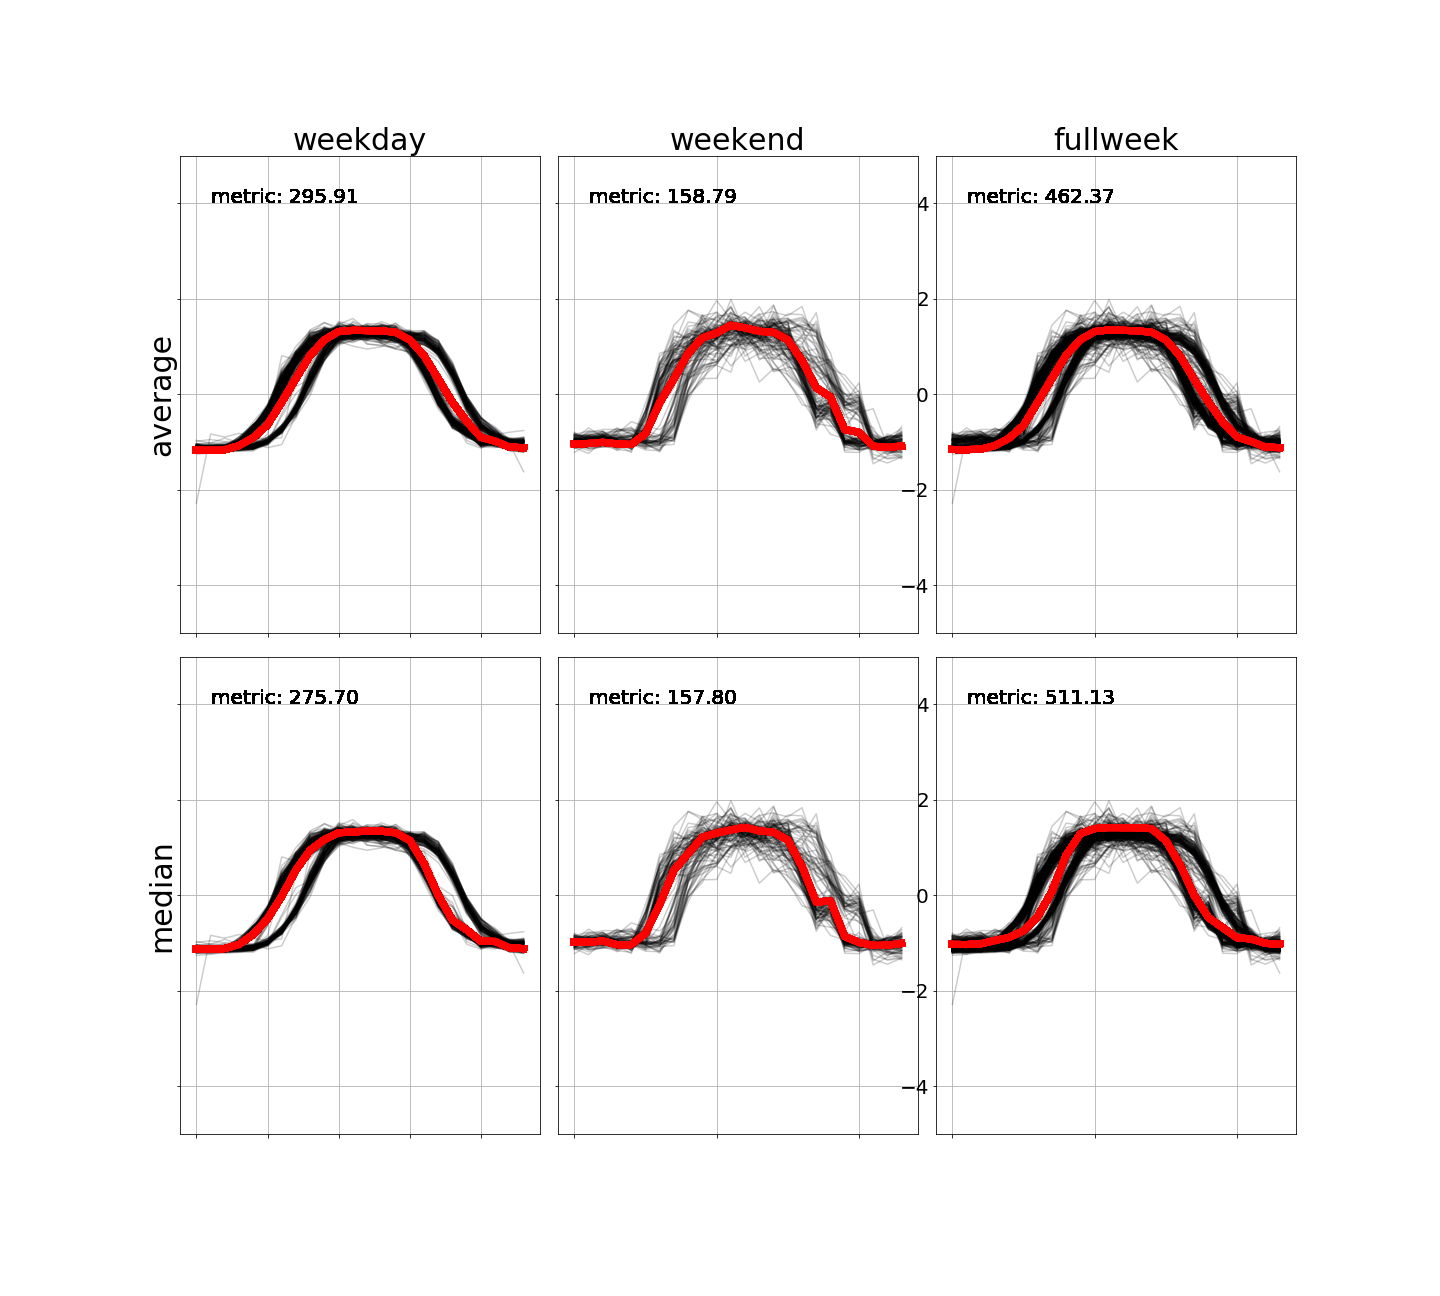 weekday weekend fullweek
metric: 295.91 metric: 158.79 metric: 462.37
4
2
average
0
−2
−4
metric: 275.70 metric: 157.80 metric: 511.13
4
2
median
0
−2
−4